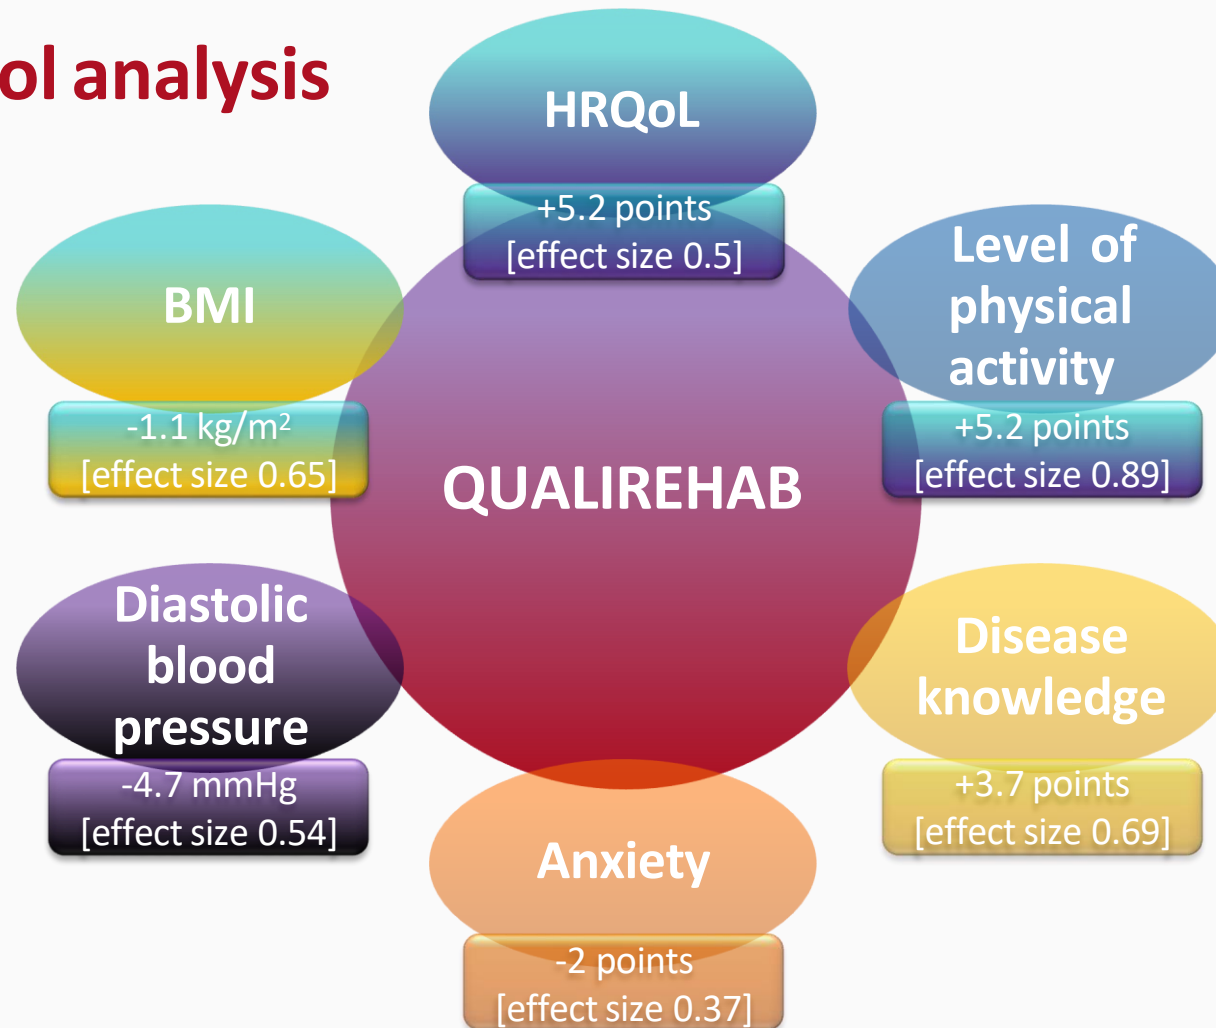 ol analysis
HRQoL
+5.2 points
[effect size 0.5]
BMI
-1.1 kg/m²
[effect size 0.65]
Level of
physical
activity
+5.2 points
[effect size 0.89]
QUALIREHAB
Diastolic
blood
pressure
-4.7 mmHg
[effect size 0.54]
Disease
knowledge
+3.7 points
[effect size 0.69]
Anxiety
-2 points
[effect size 0.37]